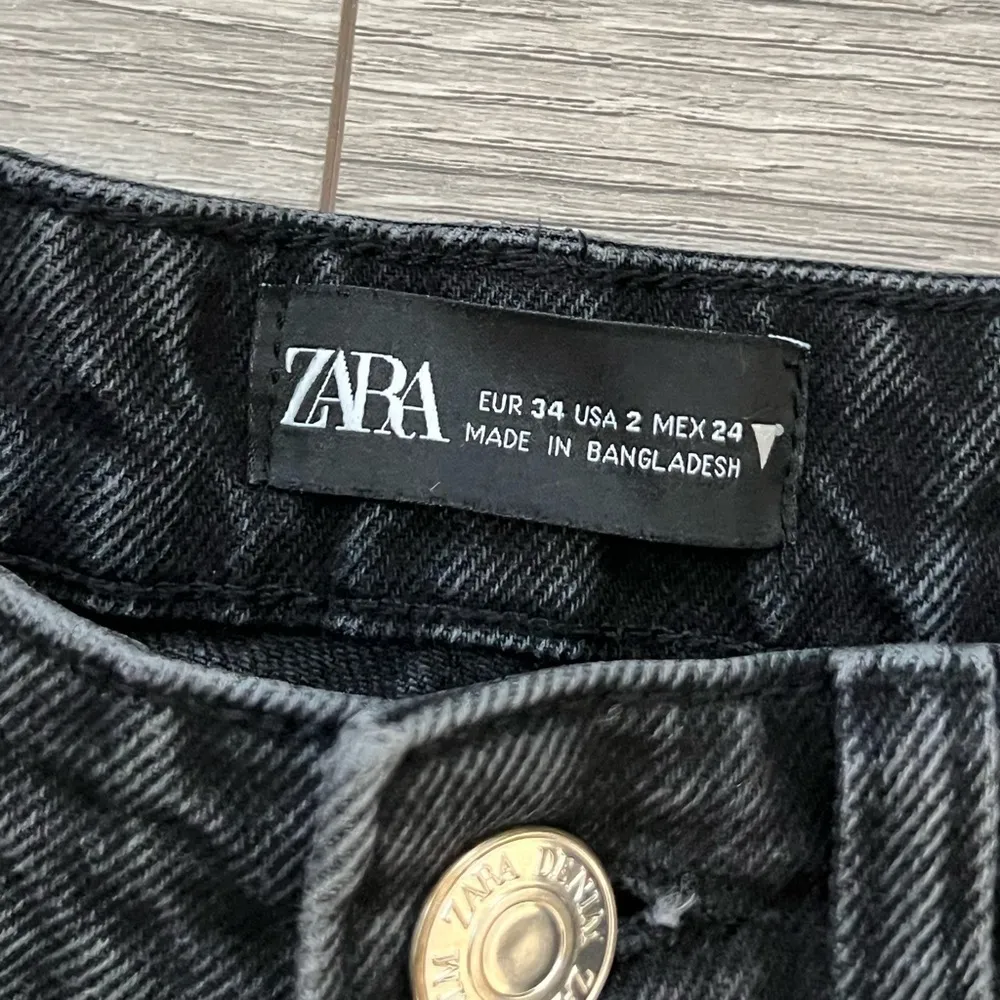 ZARA
EUR 34 USA 2 MEX 24
MADE IN BANGLADESH
ZARA DENIM